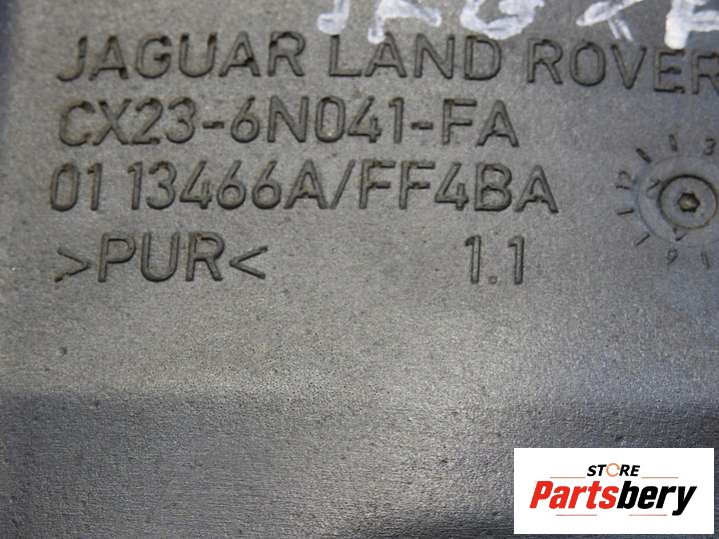 JAGUAR LAND ROVER
CX23-6N041-FA
01 13466A/FF4BA
>PUR< 1.1
STORE
Partsbery